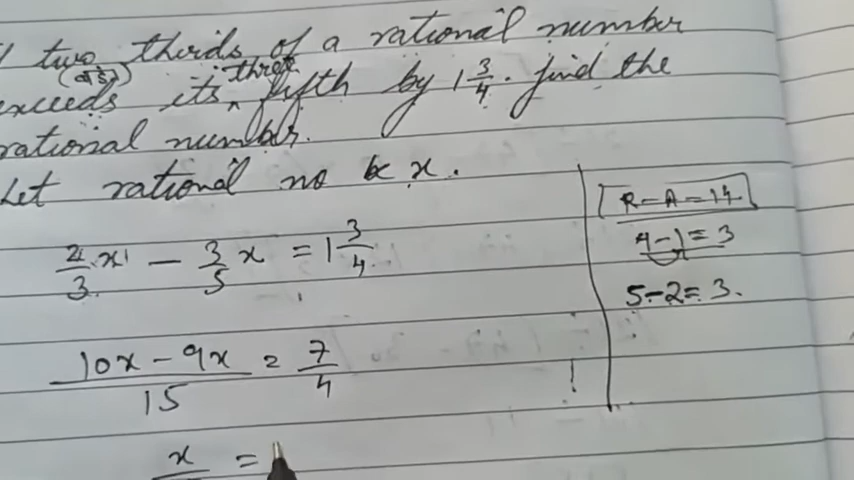 two thirds of a rational number
(बड़ा) three
exceeds its fifth by 1 3/4. find the
rational number.
Let rational no be x.
2/3 x - 3/5 x = 1 3/4
10x - 9x / 15 = 7/4
x =
R - A = 14
4 - 1 = 3
5 - 2 = 3.